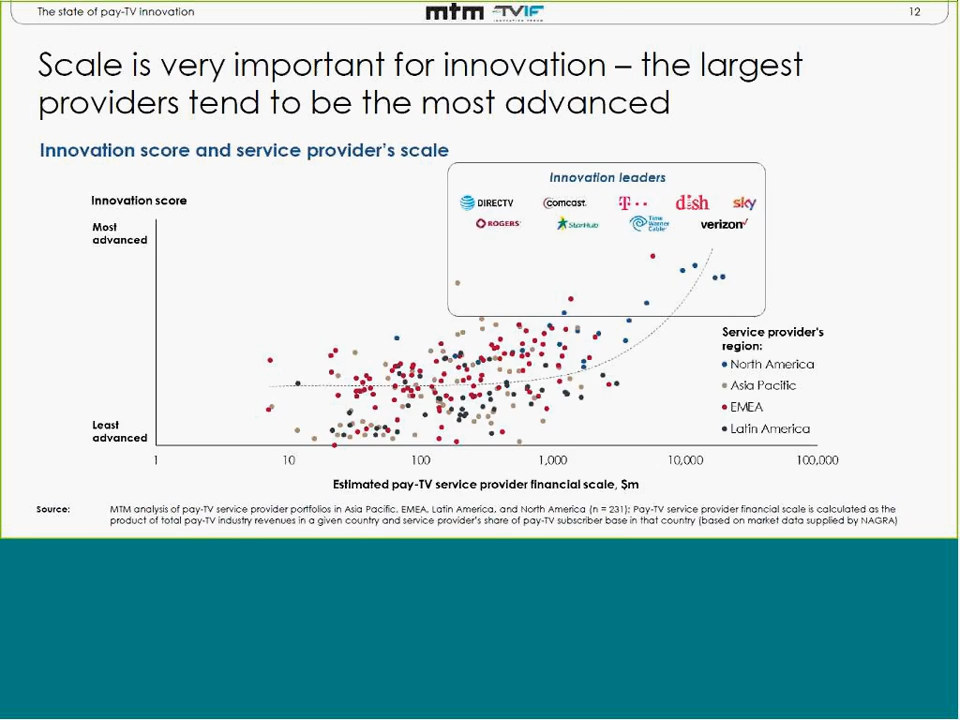 The state of pay-TV innovation
mtm TVIF
12
Scale is very important for innovation – the largest
providers tend to be the most advanced
Innovation score and service provider's scale
Innovation leaders
Innovation score
AT&T DIRECTV comcast. T·· dish sky
ROGERS StarHub Time Warner Cable verizon
Most
advanced
Service provider's
region:
North America
Asia Pacific
EMEA
Latin America
Least
advanced
1 10 100 1,000 10,000 100,000
Estimated pay-TV service provider financial scale, $m
Source: MTM analysis of pay-TV service provider portfolios in Asia Pacific, EMEA, Latin America, and North America (n = 231); Pay-TV service provider financial scale is calculated as the
product of total pay-TV industry revenues in a given country and service provider's share of pay-TV subscriber base in that country (based on market data supplied by NAGRA)